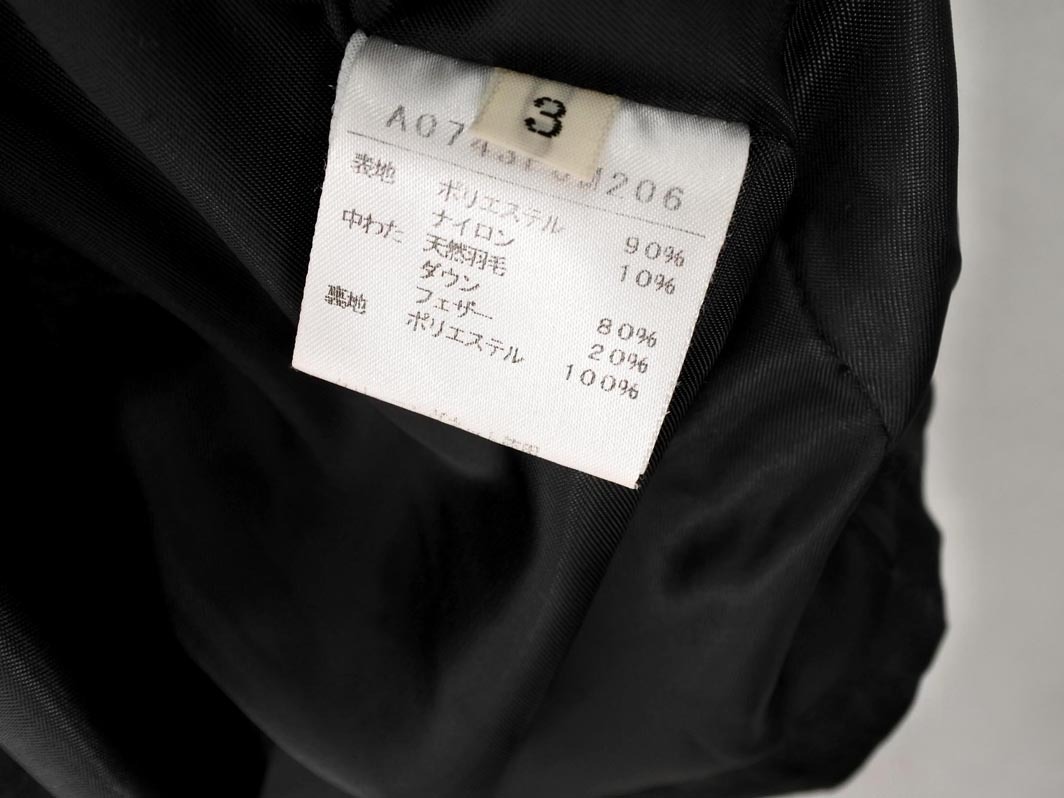 3
表地 ポリエステル 90%
ナイロン 10%
中わた 天然羽毛
ダウン 80%
フェザー 20%
裏地 ポリエステル 100%